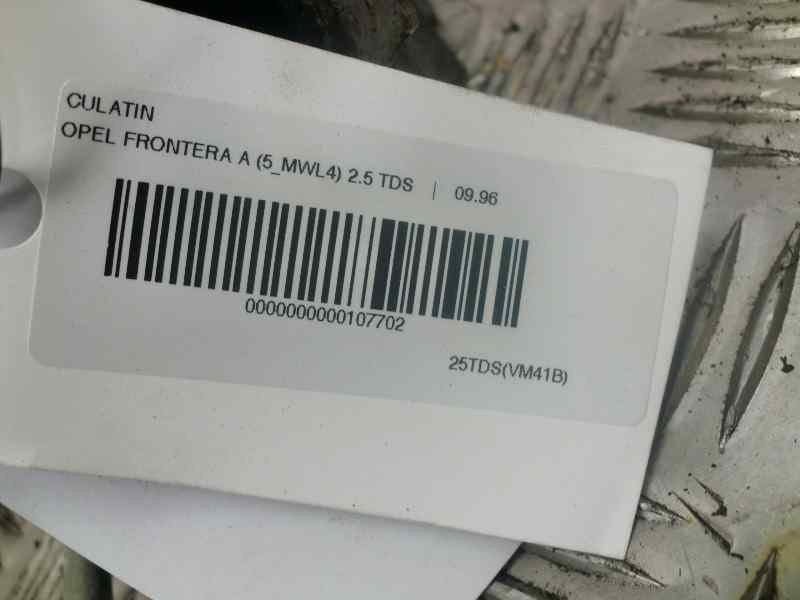 CULATIN
OPEL FRONTERA A (5_MWL4) 2.5 TDS | 09.96
0000000000107702
25TDS(VM41B)